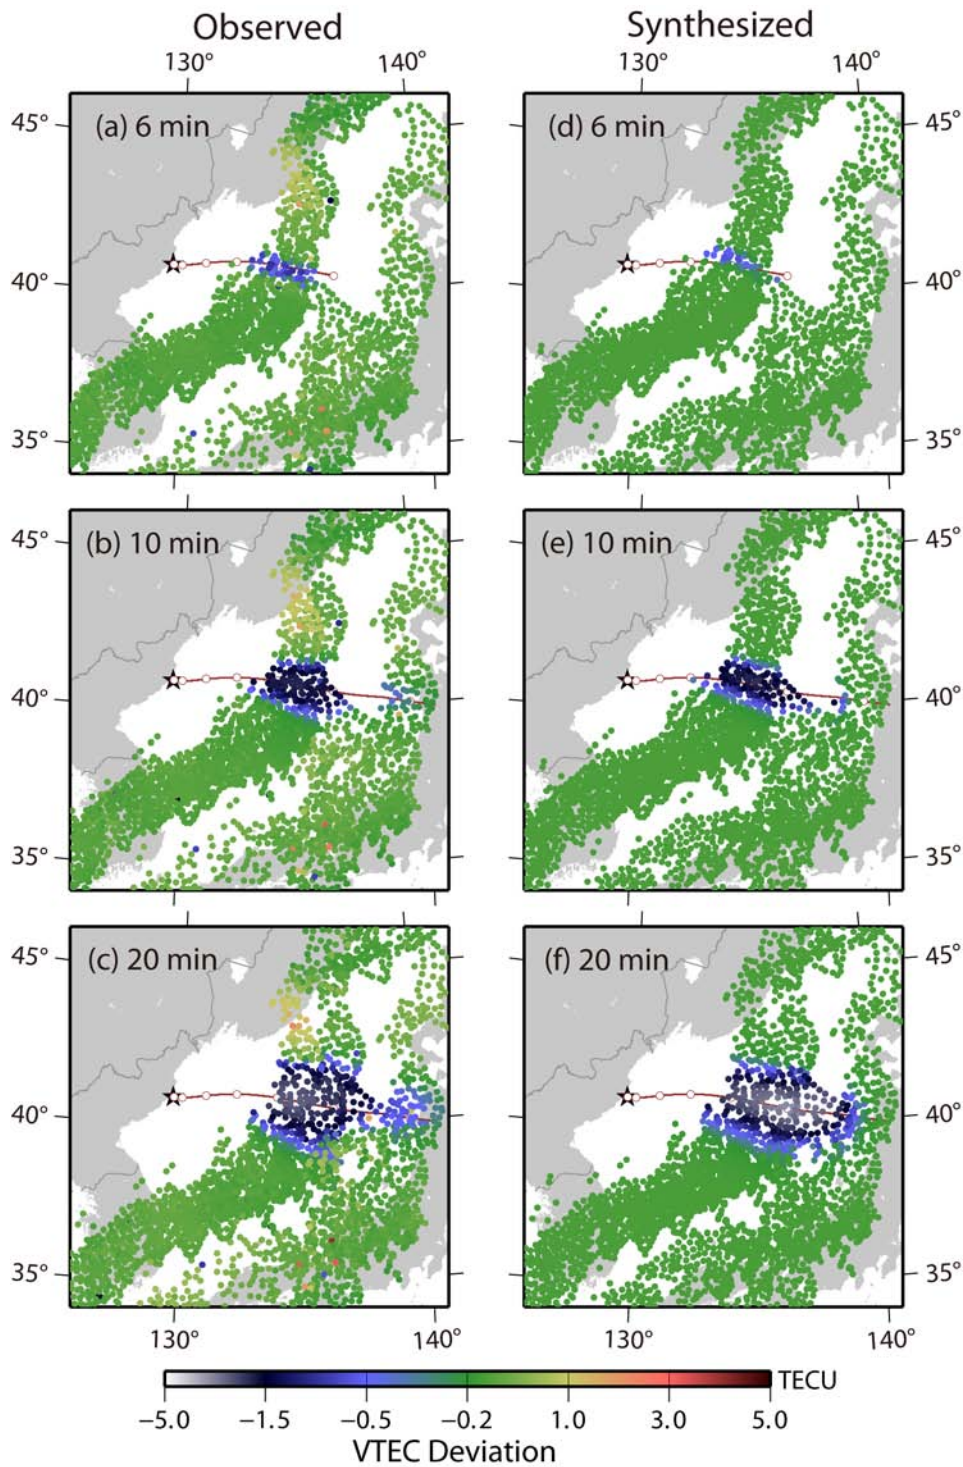 Observed Synthesized
130° 140° 130° 140°
45° (a) 6 min (d) 6 min 45°
40° 40°
35° 35°
45° (b) 10 min (e) 10 min 45°
40° 40°
35° 35°
45° (c) 20 min (f) 20 min 45°
40° 40°
35° 35°
130° 140° 130° 140°
TECU
−5.0 −1.5 −0.5 −0.2 1.0 3.0 5.0
VTEC Deviation